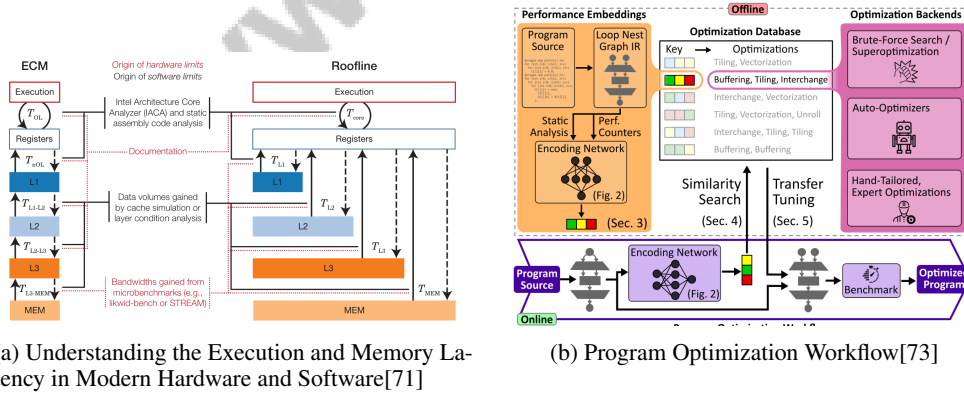 ECM
Origin of hardware limits
Origin of software limits
Roofline
Execution
T_OL
Registers
T_nOL
L1
T_L1-L2
L2
T_L2-L3
L3
T_L3-MEM
MEM
Intel Architecture Core
Analyzer (IACA) and static
assembly code analysis
Documentation
Data volumes gained
by cache simulation or
layer condition analysis
Bandwidths gained from
microbenchmarks (e.g.,
likwid-bench or STREAM)
Execution
T_core
Registers
T_L1
L1
T_L2
L2
T_L3
L3
T_MEM
MEM
a) Understanding the Execution and Memory La-
ency in Modern Hardware and Software[71]
Performance Embeddings
Offline
Optimization Backends
Program
Source
Loop Nest
Graph IR
Static
Analysis
Perf.
Counters
Encoding Network
(Fig. 2)
(Sec. 3)
Optimization Database
Key
Optimizations
Tiling, Vectorization
Buffering, Tiling, Interchange
Interchange, Vectorization
Tiling, Vectorization, Unroll
Interchange, Tiling, Tiling
Buffering, Buffering
Brute-Force Search /
Superoptimization
Auto-Optimizers
Hand-Tailored,
Expert Optimizations
Similarity
Search
(Sec. 4)
Transfer
Tuning
(Sec. 5)
Program
Source
Encoding Network
(Fig. 2)
Benchmark
Optimized
Program
Online
(b) Program Optimization Workflow[73]